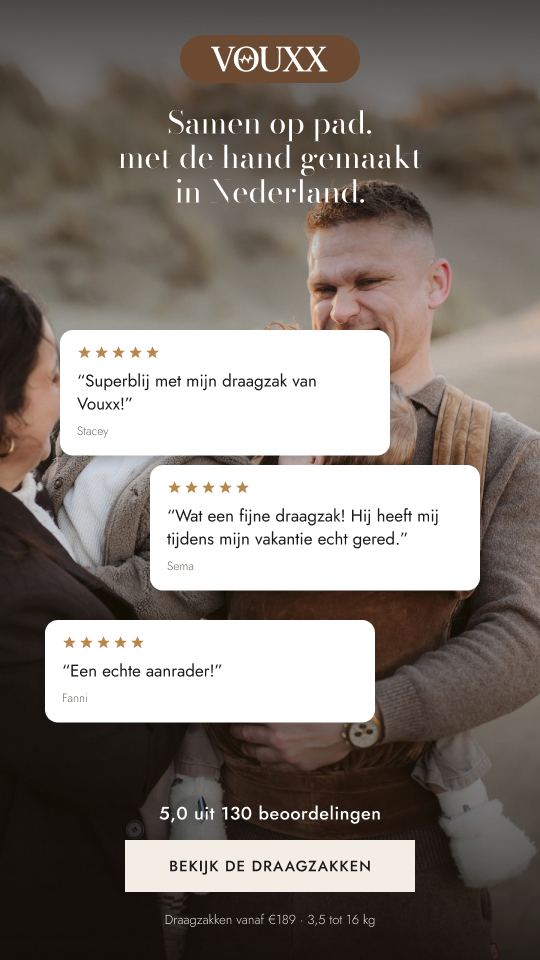 VOUXX
Samen op pad.
met de hand gemaakt
in Nederland.
“Superblij met mijn draagzak van
Vouxx!”
Stacey
“Wat een fijne draagzak! Hij heeft mij
tijdens mijn vakantie echt gered.”
Sema
“Een echte aanrader!”
Fanni
5,0 uit 130 beoordelingen
BEKIJK DE DRAAGZAKKEN
Draagzakken vanaf €189 · 3,5 tot 16 kg